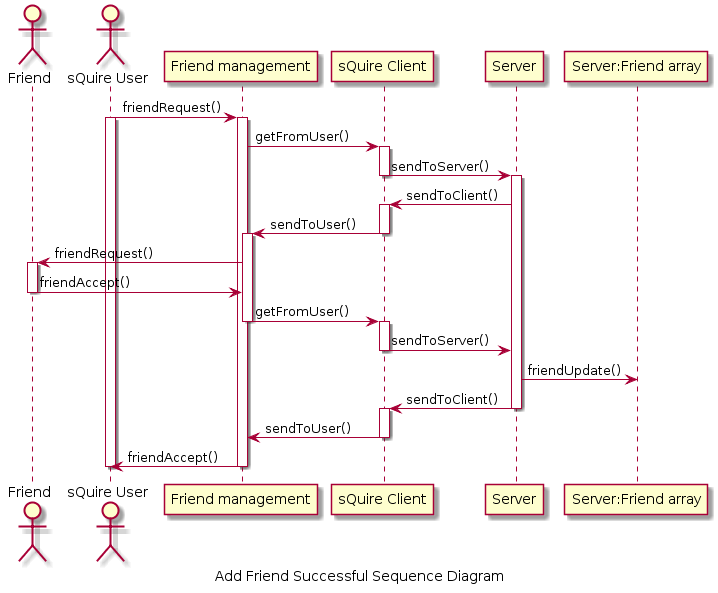 Friend
sQuire User
Friend management
sQuire Client
Server
Server:Friend array
friendRequest()
getFromUser()
sendToServer()
sendToClient()
sendToUser()
friendRequest()
friendAccept()
getFromUser()
sendToServer()
friendUpdate()
sendToClient()
sendToUser()
friendAccept()
Friend
sQuire User
Friend management
sQuire Client
Server
Server:Friend array
Add Friend Successful Sequence Diagram